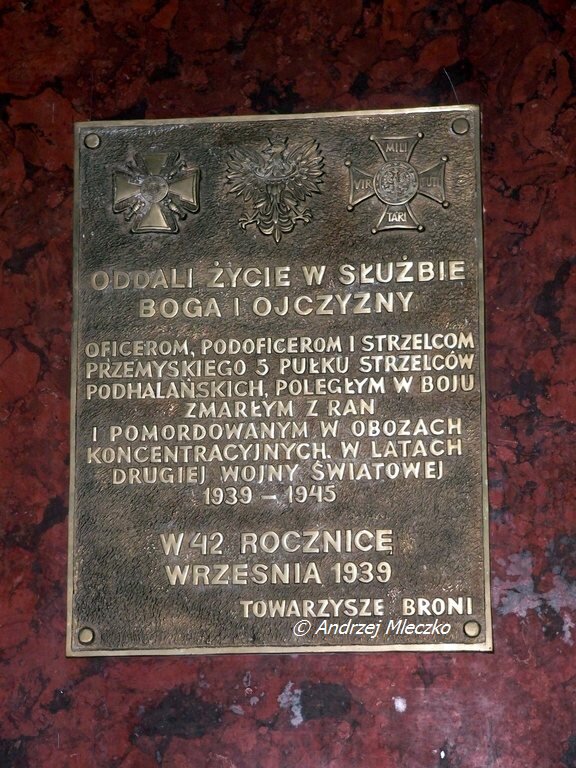 MILI
VIR TUTI
TARI
ODDALI ŻYCIE W SŁUŻBIE
BOGA I OJCZYZNY
OFICEROM, PODOFICEROM I STRZELCOM
PRZEMYSKIEGO 5 PUŁKU STRZELCÓW
PODHALAŃSKICH, POLEGŁYM W BOJU
ZMARŁYM Z RAN
I POMORDOWANYM W OBOZACH
KONCENTRACYJNYCH, W LATACH
DRUGIEJ WOJNY ŚWIATOWEJ
1939 – 1945
W 42 ROCZNICĘ
WRZEŚNIA 1939
TOWARZYSZE BRONI
© Andrzej Mleczko